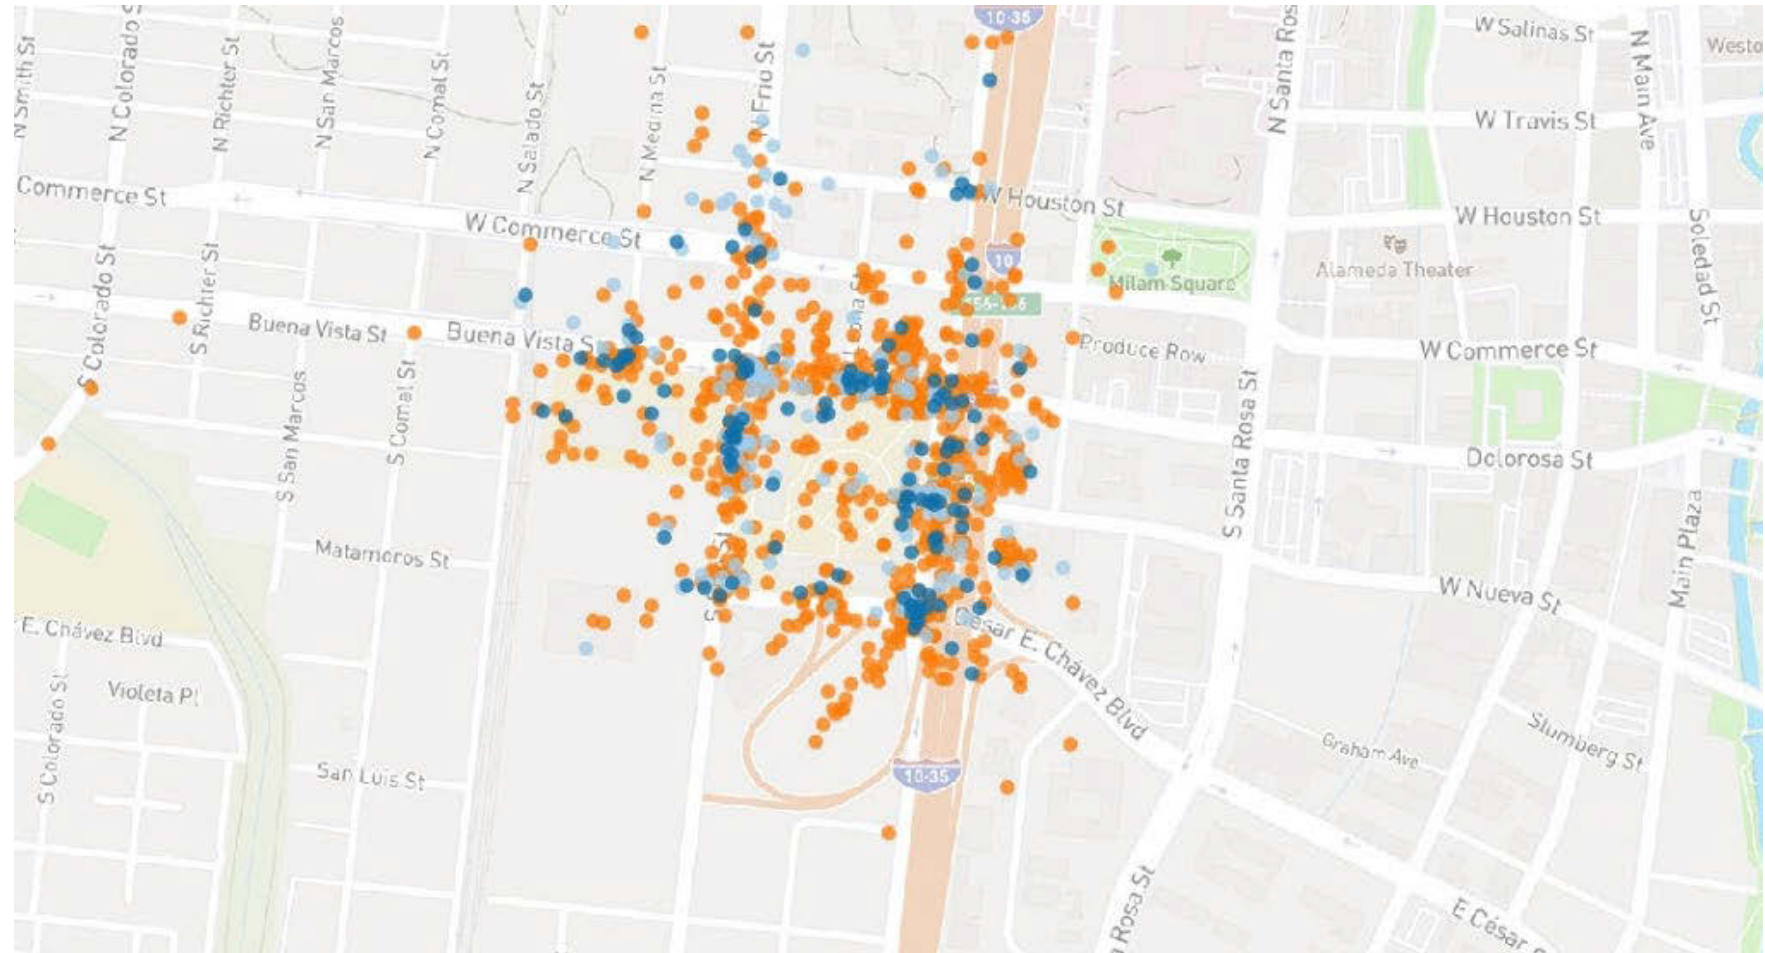 10-35
W Salinas St
Westo
N Smith St
N Colorado S
N Richter St
N San Marcos
N Comal St
N Salado St
N Medina St
N Frio St
N Santa Ros
N Main Ave
W Travis St
Commerce St
W Commerce St
W Houston St
W Houston St
Soledad St
10
Alameda Theater
Milam Square
S Colorado St
S Richter St
Buena Vista St
Buena Vista S
Produce Row
W Commerce St
S San Marcos
S Comal St
S Santa Rosa St
Dolorosa St
Main Plaza
Matamoros St
W Nueva St
E. Chávez Blvd
César E. Chávez Blvd
Violeta Pl
S Colorado St
San Luis St
10-35
Graham Ave
Slumberg St
Rosa St
E César